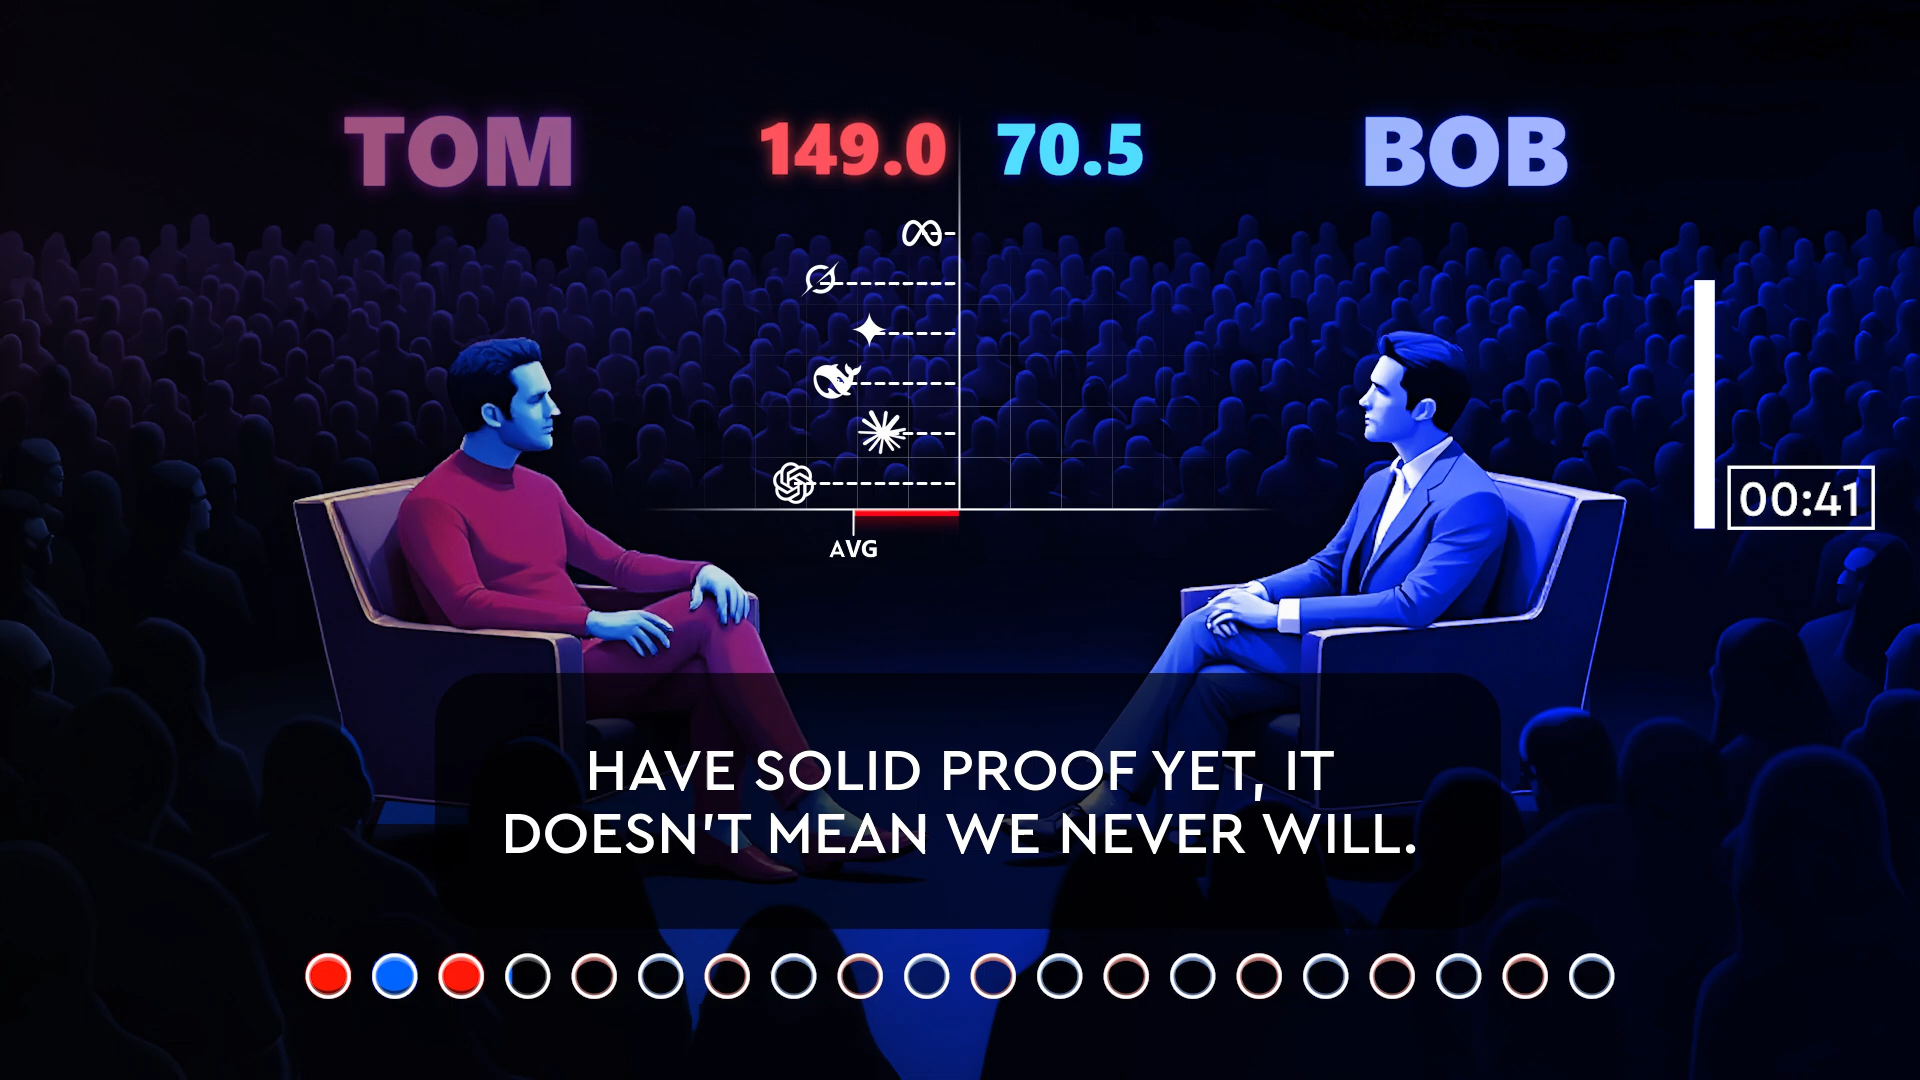 TOM
149.0
70.5
BOB
00:41
AVG
HAVE SOLID PROOF YET, IT
DOESN'T MEAN WE NEVER WILL.